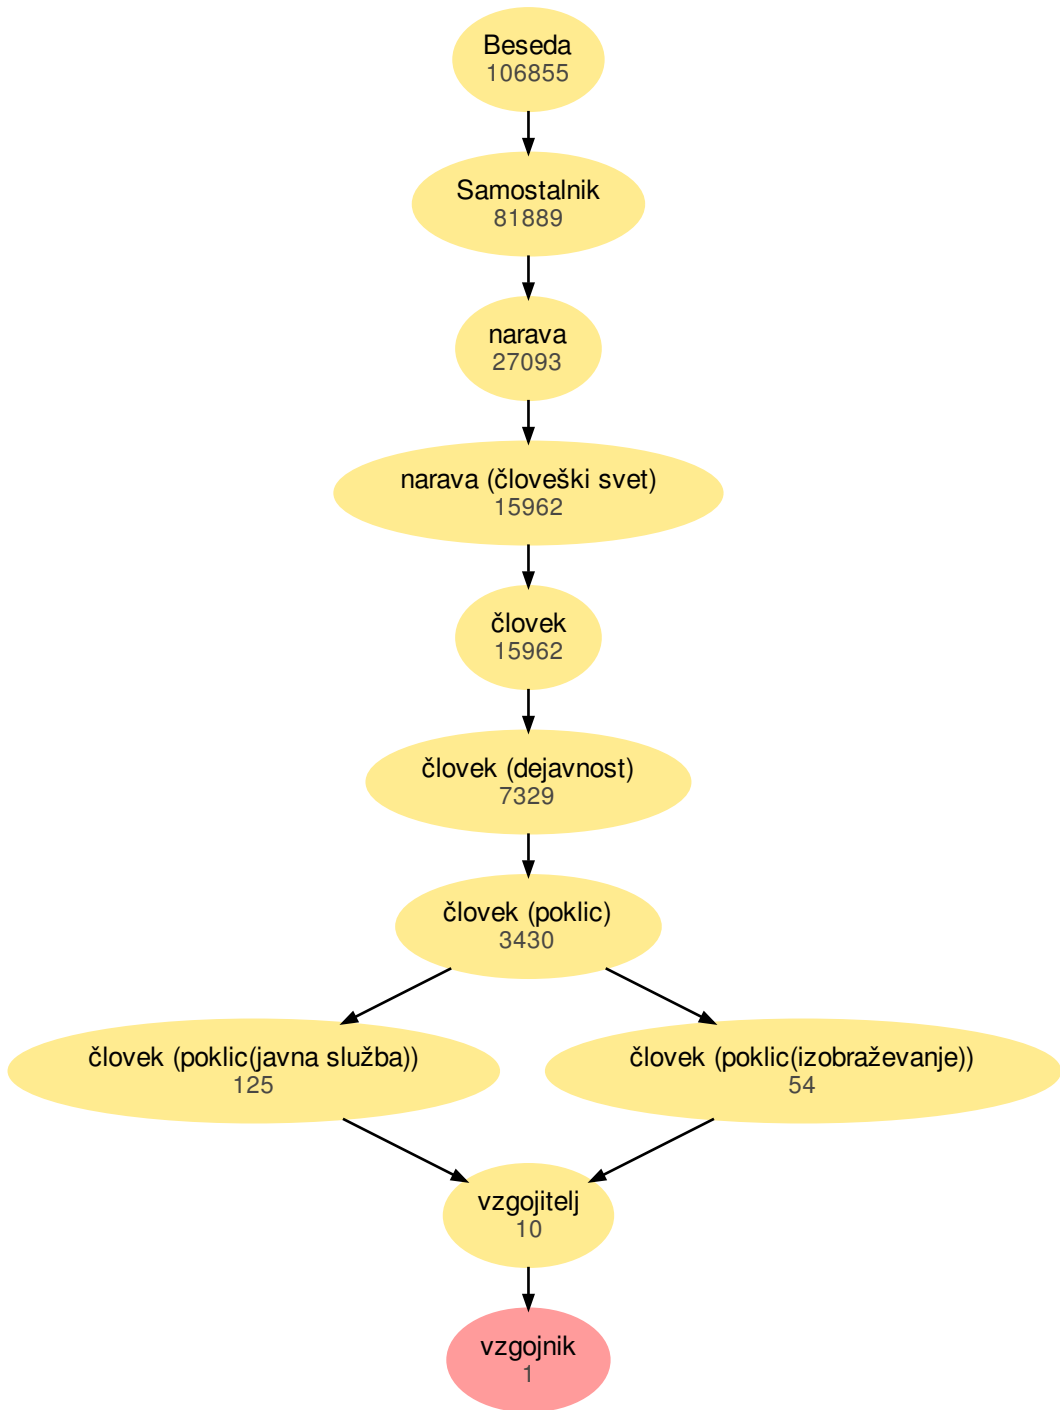 Beseda
106855
Samostalnik
81889
narava
27093
narava (človeški svet)
15962
človek
15962
človek (dejavnost)
7329
človek (poklic)
3430
človek (poklic(javna služba))
125
človek (poklic(izobraževanje))
54
vzgojitelj
10
vzgojnik
1